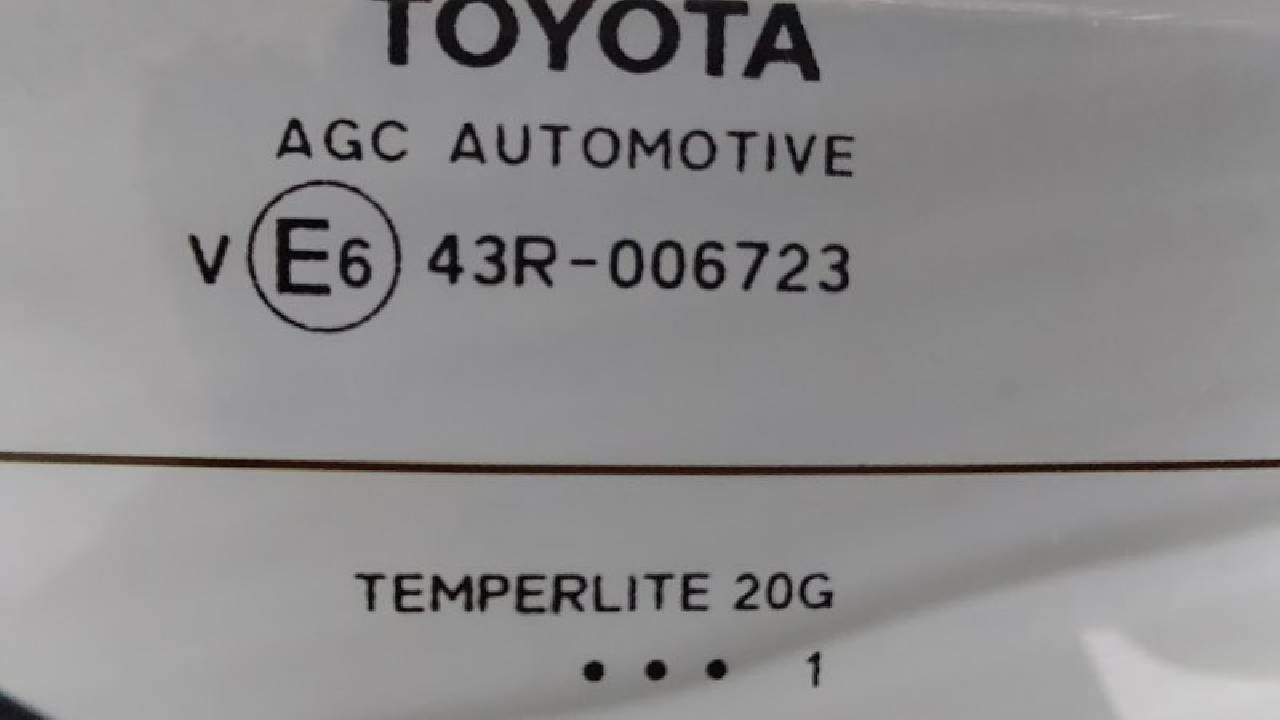 TOYOTA
AGC AUTOMOTIVE
V E6 43R-006723
TEMPERLITE 20G
• • • 1